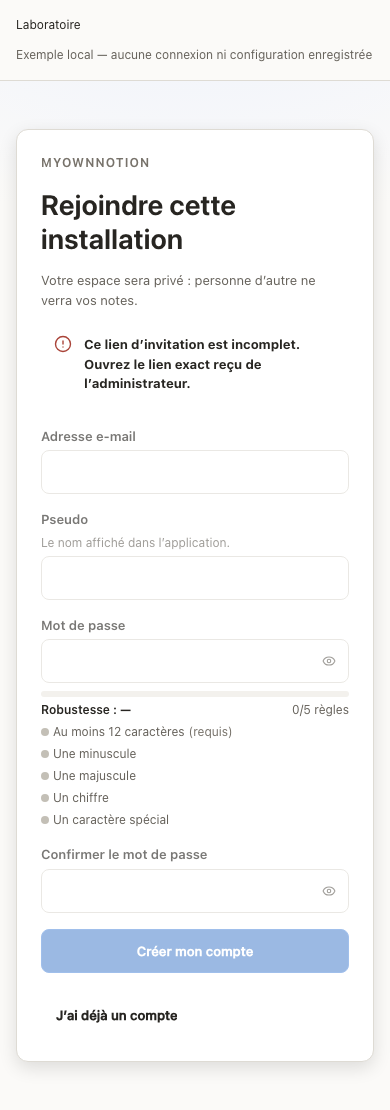 Laboratoire
Exemple local — aucune connexion ni configuration enregistrée
MYOWNNOTION
Rejoindre cette
installation
Votre espace sera privé : personne d’autre ne
verra vos notes.
Ce lien d’invitation est incomplet.
Ouvrez le lien exact reçu de
l’administrateur.
Adresse e-mail
Pseudo
Le nom affiché dans l’application.
Mot de passe
Robustesse : — 0/5 règles
Au moins 12 caractères (requis)
Une minuscule
Une majuscule
Un chiffre
Un caractère spécial
Confirmer le mot de passe
Créer mon compte
J’ai déjà un compte